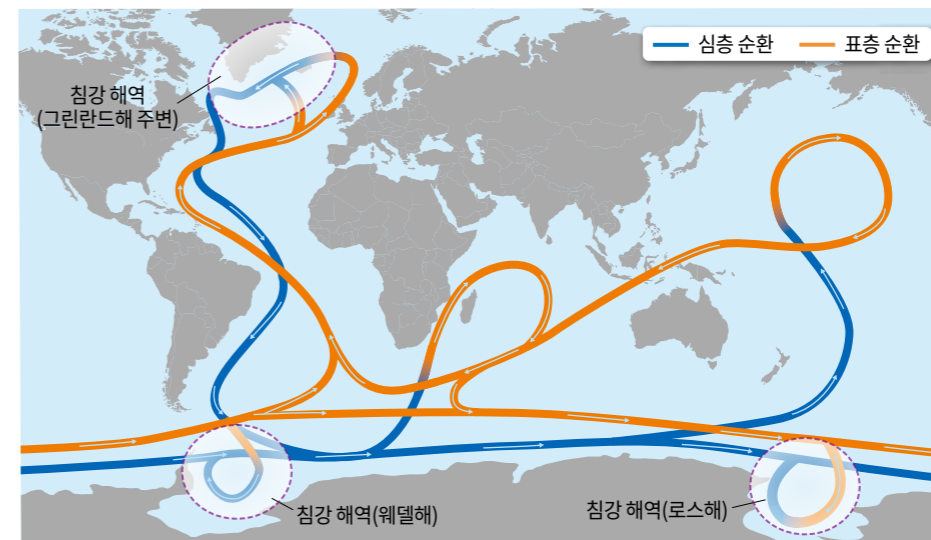 심층 순환
표층 순환
침강 해역
(그린란드해 주변)
침강 해역(웨델해)
침강 해역(로스해)